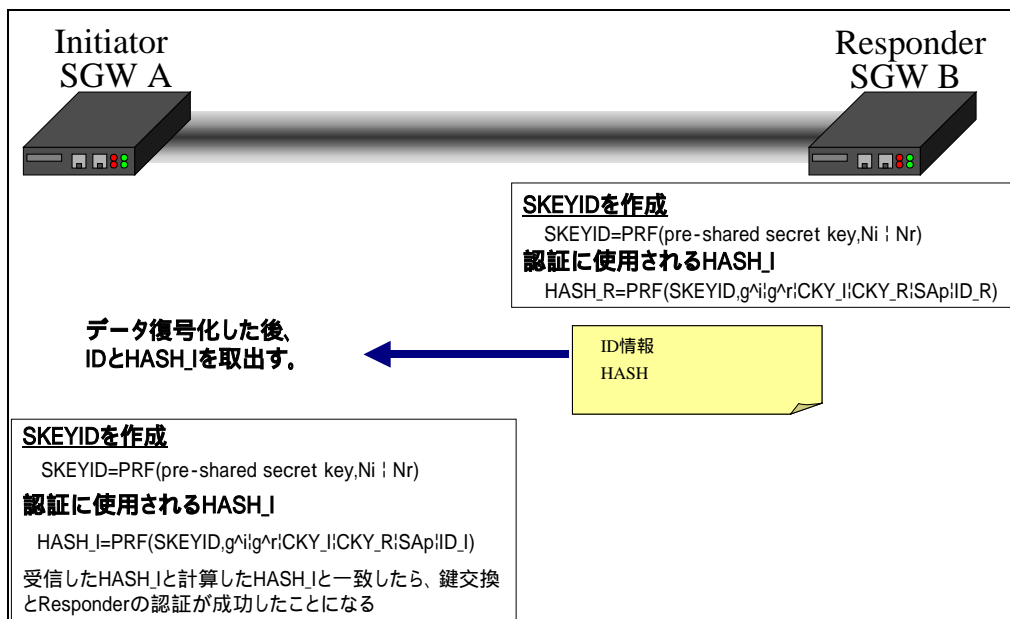 Initiator
SGW A
Responder
SGW B
SKEYIDを作成
SKEYID=PRF(pre-shared secret key,Ni ¦ Nr)
認証に使用されるHASH_I
HASH_R=PRF(SKEYID,g^i¦g^r¦CKY_I¦CKY_R¦SAp¦ID_R)
データ復号化した後、
IDとHASH_Iを取出す。
ID情報
HASH
SKEYIDを作成
SKEYID=PRF(pre-shared secret key,Ni ¦ Nr)
認証に使用されるHASH_I
HASH_I=PRF(SKEYID,g^i¦g^r¦CKY_I¦CKY_R¦SAp¦ID_I)
受信したHASH_Iと計算したHASH_Iと一致したら、鍵交換
とResponderの認証が成功したことになる